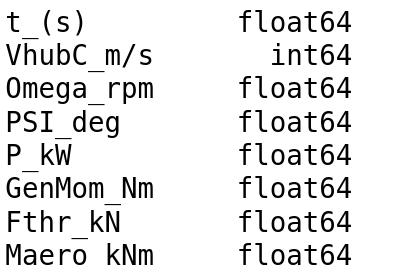 t_(s) float64
VhubC_m/s int64
Omega_rpm float64
PSI_deg float64
P_kW float64
GenMom_Nm float64
Fthr_kN float64
Maero_kNm float64